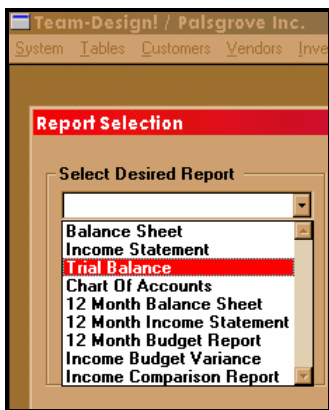 Team-Design! / Palsgrove Inc.
System Tables Customers Vendors Inve
Report Selection
Select Desired Report
Balance Sheet
Income Statement
Trial Balance
Chart Of Accounts
12 Month Balance Sheet
12 Month Income Statement
12 Month Budget Report
Income Budget Variance
Income Comparison Report